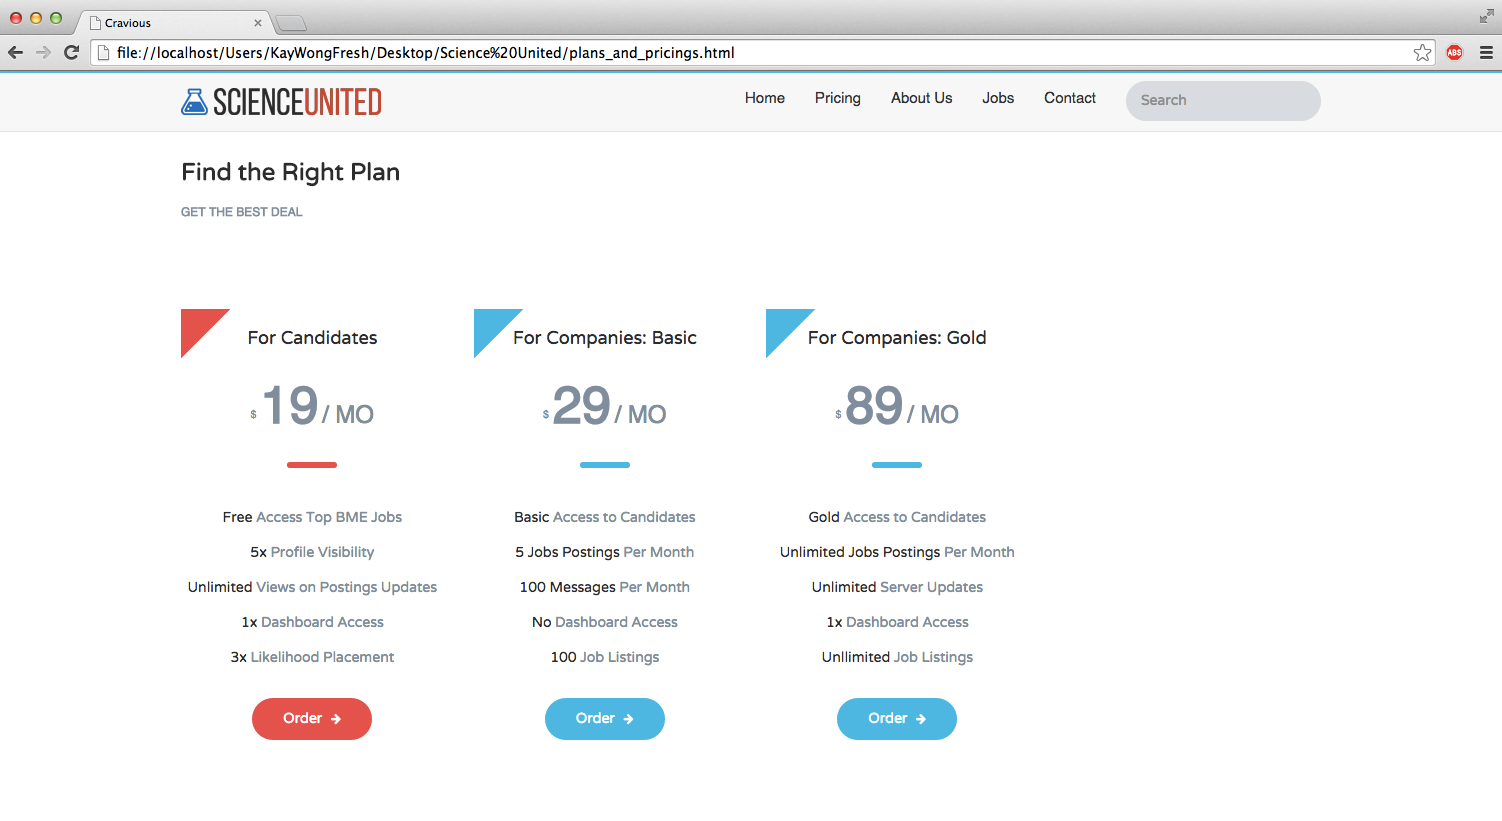 Cravious
file://localhost/Users/KayWongFresh/Desktop/Science%20United/plans_and_pricings.html
ABS
SCIENCEUNITED
Home Pricing About Us Jobs Contact Search
Find the Right Plan
GET THE BEST DEAL
For Candidates
$19/ MO
Free Access Top BME Jobs
5x Profile Visibility
Unlimited Views on Postings Updates
1x Dashboard Access
3x Likelihood Placement
Order
For Companies: Basic
$29/ MO
Basic Access to Candidates
5 Jobs Postings Per Month
100 Messages Per Month
No Dashboard Access
100 Job Listings
Order
For Companies: Gold
$89/ MO
Gold Access to Candidates
Unlimited Jobs Postings Per Month
Unlimited Server Updates
1x Dashboard Access
Unllimited Job Listings
Order